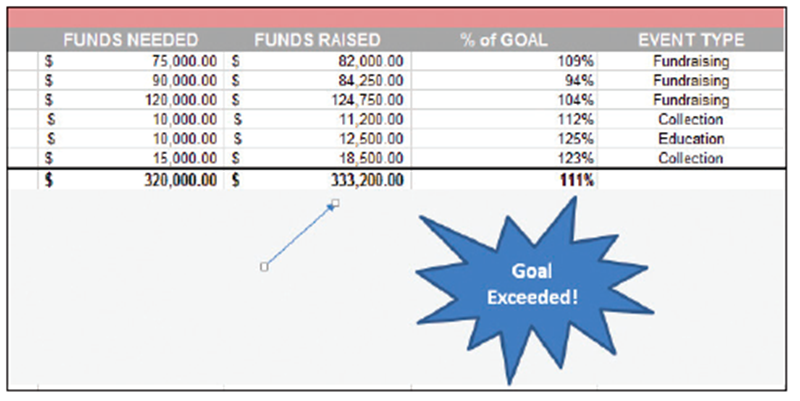 FUNDS NEEDED FUNDS RAISED % of GOAL EVENT TYPE
$ 75,000.00 $ 82,000.00 109% Fundraising
$ 90,000.00 $ 84,250.00 94% Fundraising
$ 120,000.00 $ 124,750.00 104% Fundraising
$ 10,000.00 $ 11,200.00 112% Collection
$ 10,000.00 $ 12,500.00 125% Education
$ 15,000.00 $ 18,500.00 123% Collection
$ 320,000.00 $ 333,200.00 111%
Goal
Exceeded!